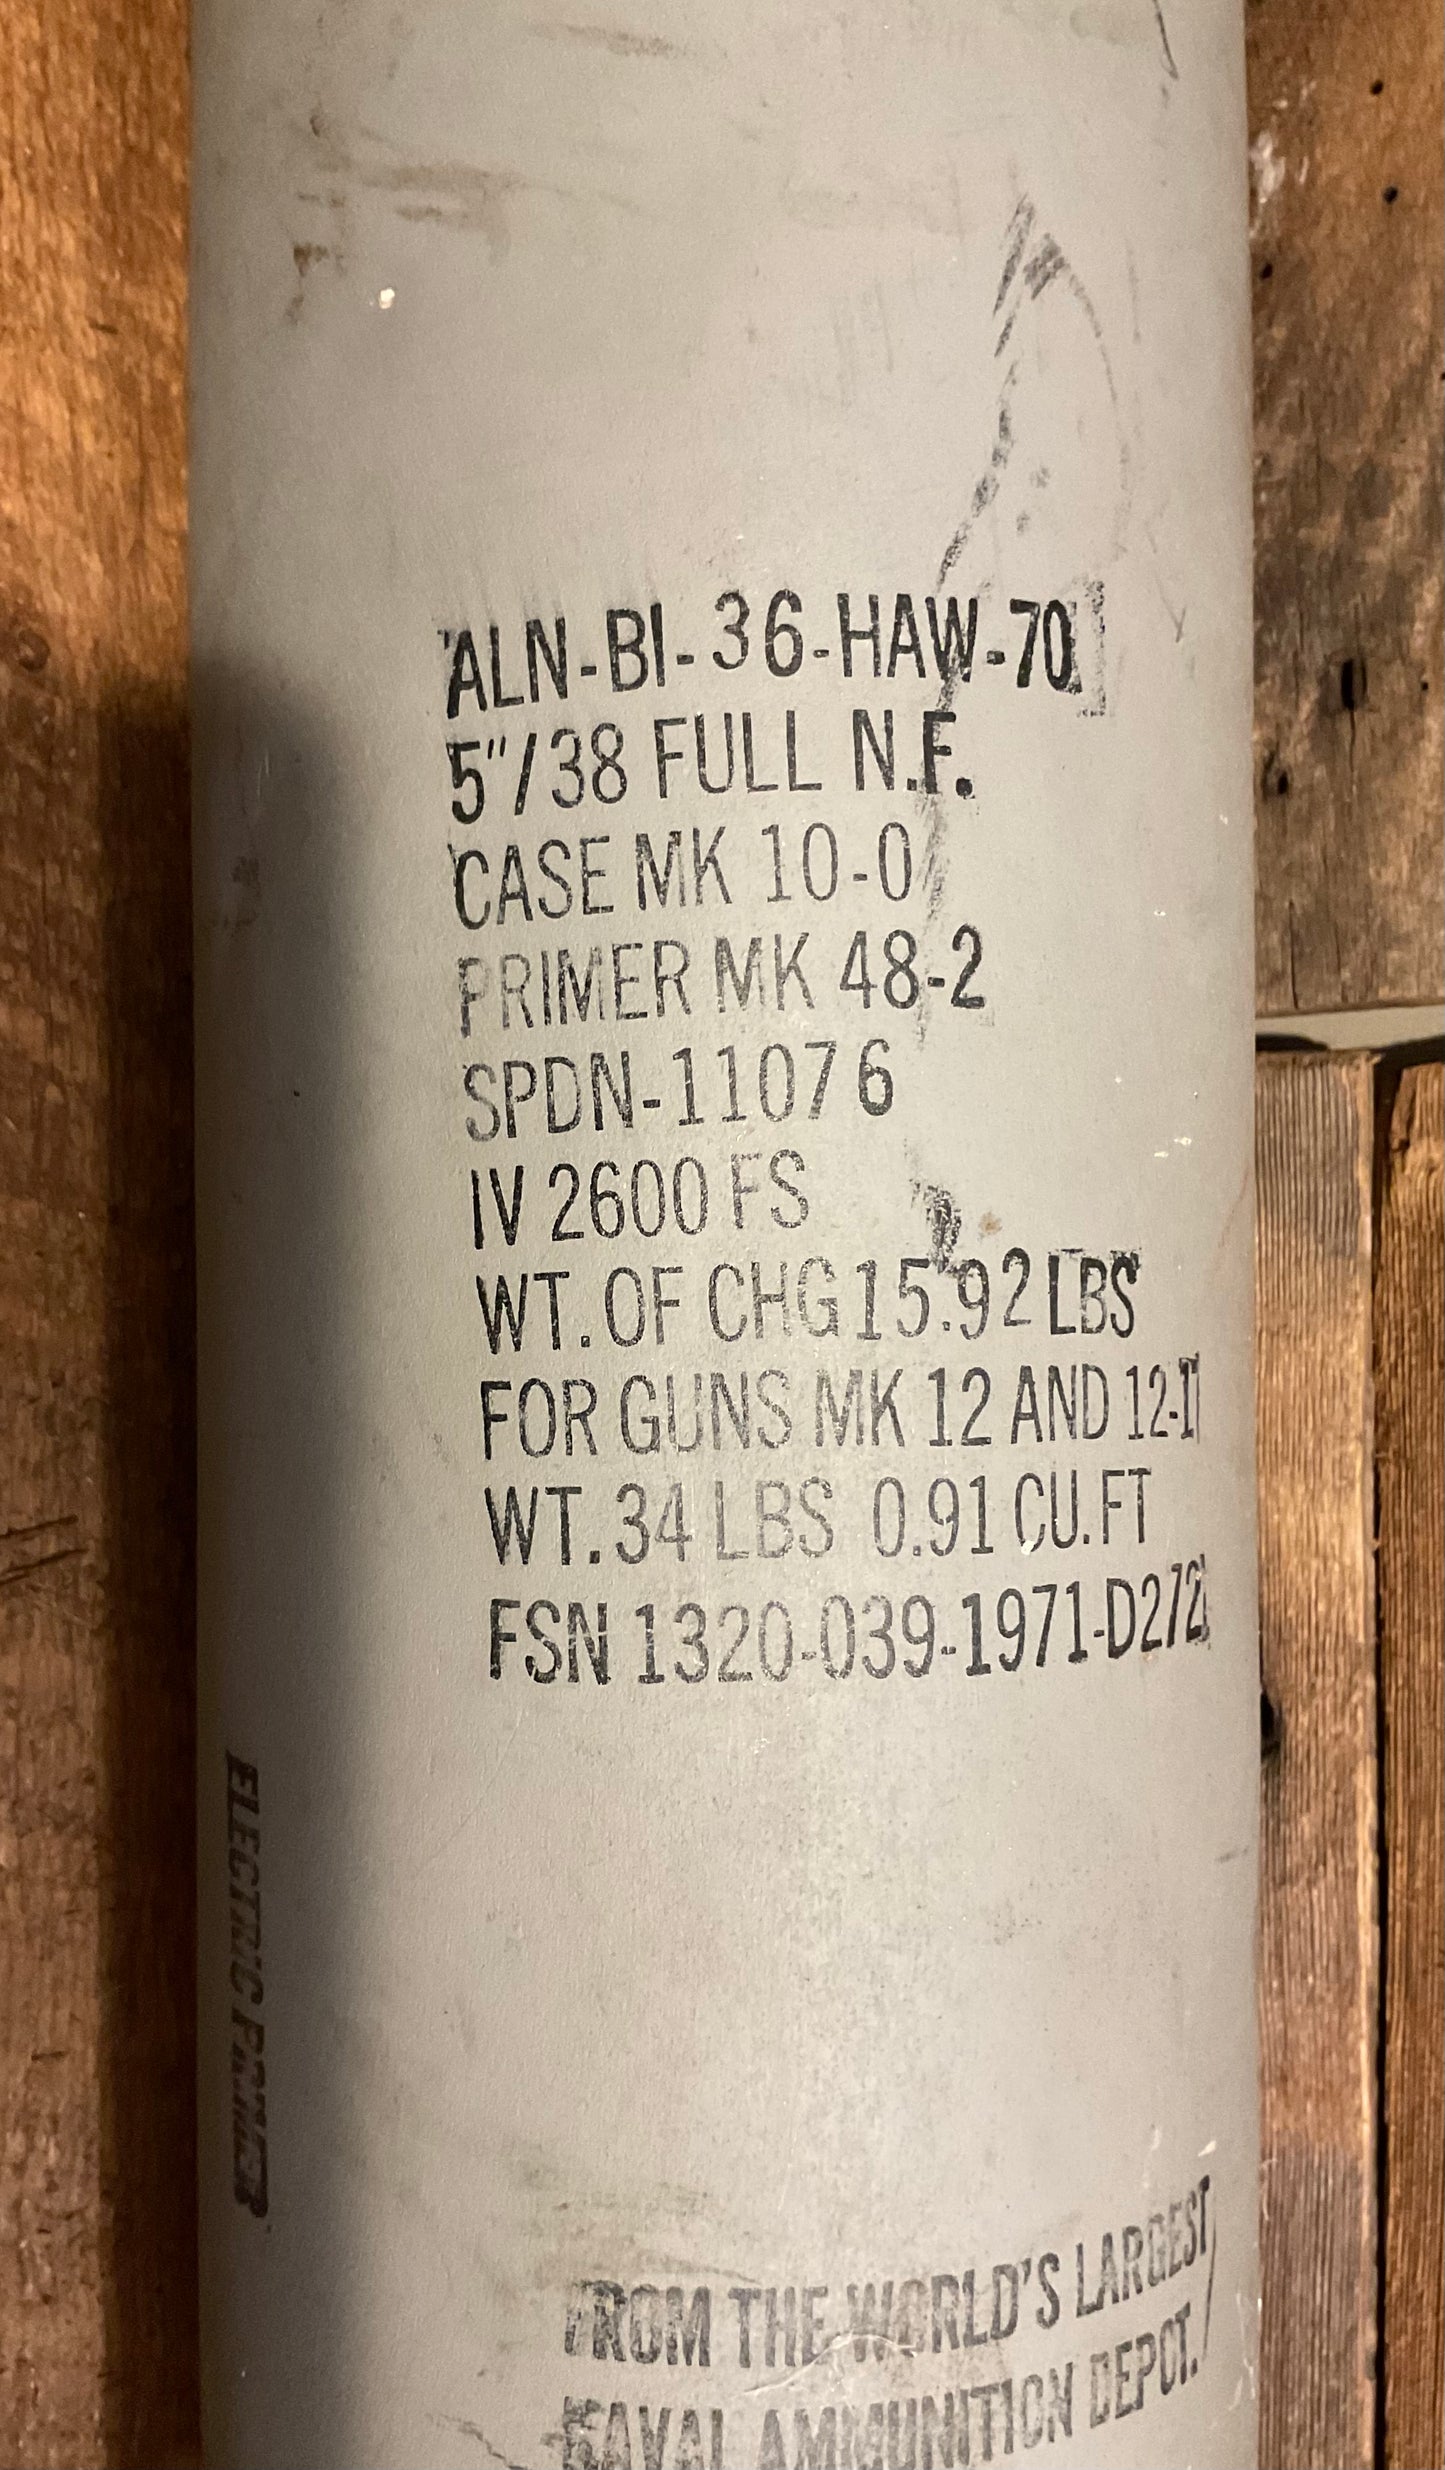 ALN-BI-36-HAW-70
5"/38 FULL N.F.
CASE MK 10-0
PRIMER MK 48-2
SPDN-11076
IV 2600 FS
WT. OF CHG 15.92 LBS
FOR GUNS MK 12 AND 12-1
WT. 34 LBS 0.91 CU. FT
FSN 1320-039-1971-D272
ELECTRIC PRIMER
FROM THE WORLD'S LARGEST
NAVAL AMMUNITION DEPOT.